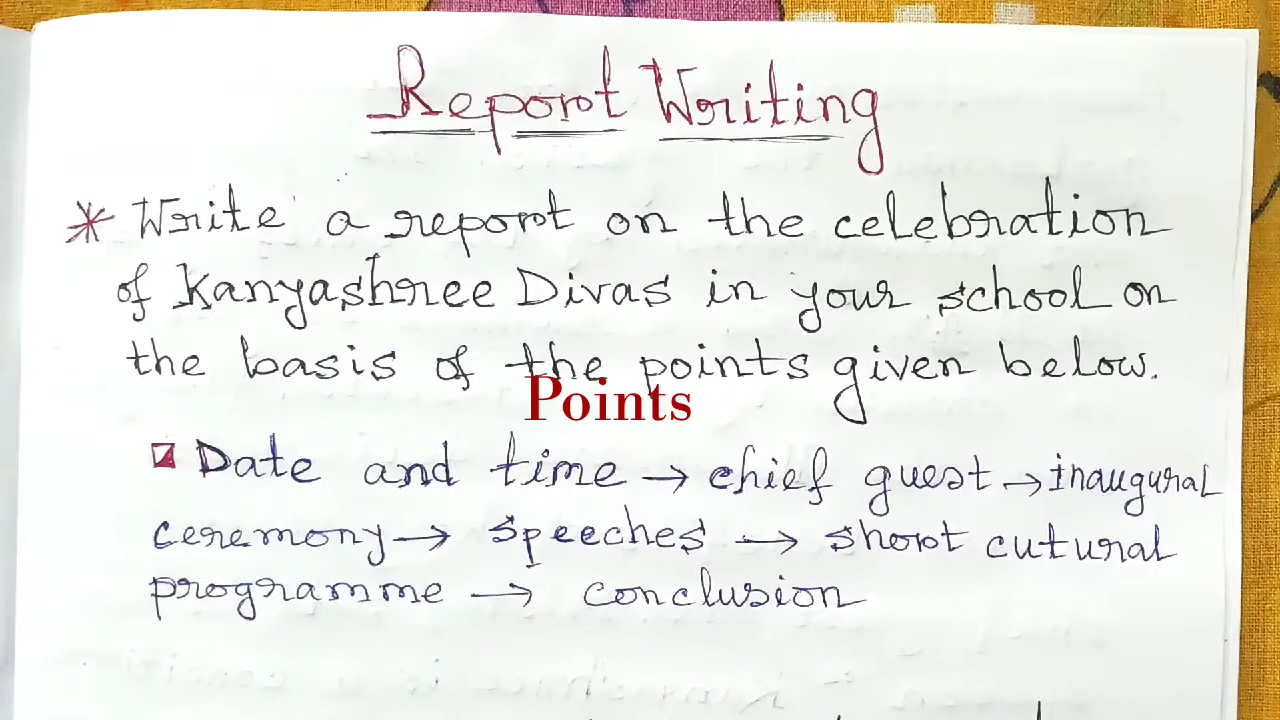 Report Writing
* Write a report on the celebration
of Kanyashree Divas in your school on
the basis of the points given below.
Points
Date and time → chief guest → inaugural
ceremony → speeches → short cutural
programme → conclusion